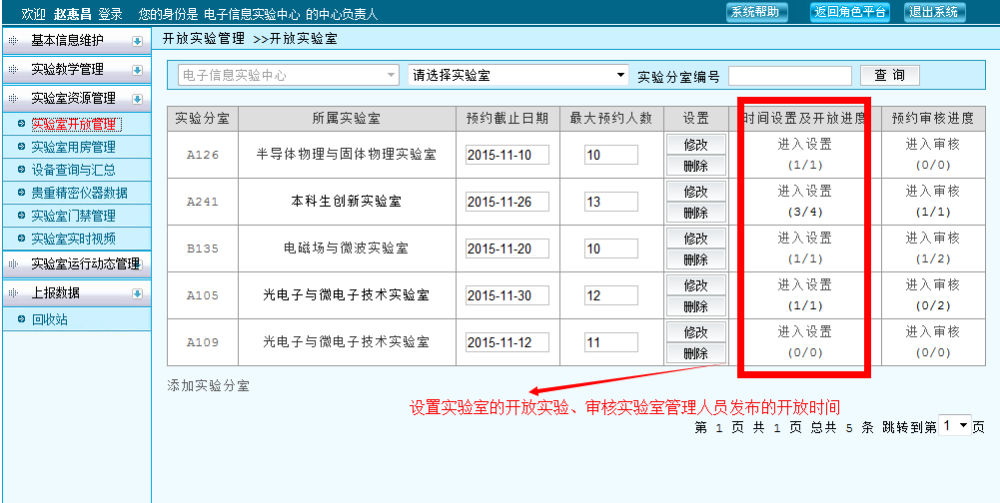 欢迎 赵惠昌 登录 您的身份是 电子信息实验中心 的中心负责人 系统帮助 返回角色平台 退出系统
基本信息维护
实验教学管理
实验室资源管理
实验室开放管理
实验室用房管理
设备查询与汇总
贵重精密仪器数据
实验室门禁管理
实验室实时视频
实验室运行动态管理
上报数据
回收站
开放实验管理 >>开放实验室
电子信息实验中心 请选择实验室 实验分室编号 查 询
实验分室 所属实验室 预约截止日期 最大预约人数 设置 时间设置及开放进度 预约审核进度
A126 半导体物理与固体物理实验室 2015-11-10 10 修改 删除 进入设置 (1/1) 进入审核 (0/0)
A241 本科生创新实验室 2015-11-26 13 修改 删除 进入设置 (3/4) 进入审核 (1/1)
B135 电磁场与微波实验室 2015-11-20 10 修改 删除 进入设置 (1/1) 进入审核 (1/2)
A105 光电子与微电子技术实验室 2015-11-30 12 修改 删除 进入设置 (1/1) 进入审核 (0/2)
A109 光电子与微电子技术实验室 2015-11-12 11 修改 删除 进入设置 (0/0) 进入审核 (0/0)
添加实验分室
设置实验室的开放实验、审核实验室管理人员发布的开放时间
第 1 页 共 1 页 总共 5 条 跳转到第 1 页